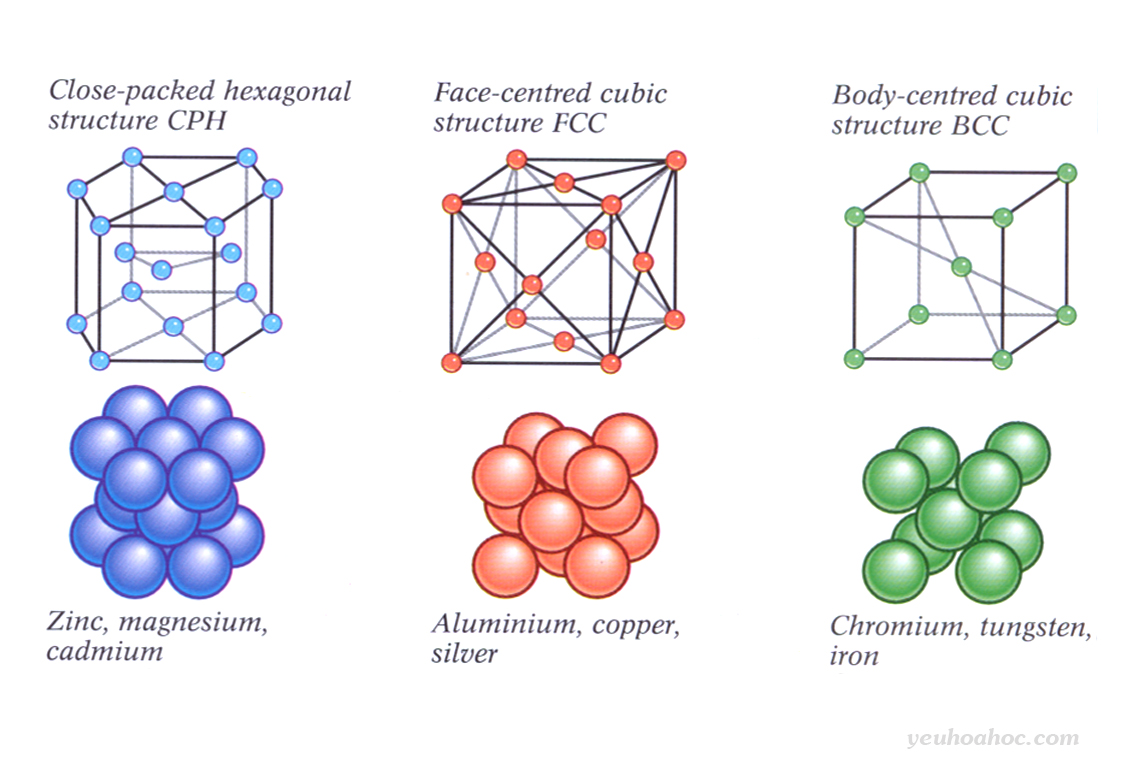 Close-packed hexagonal
structure CPH
Face-centred cubic
structure FCC
Body-centred cubic
structure BCC
Zinc, magnesium,
cadmium
Aluminium, copper,
silver
Chromium, tungsten,
iron
yeuhoahoc.com